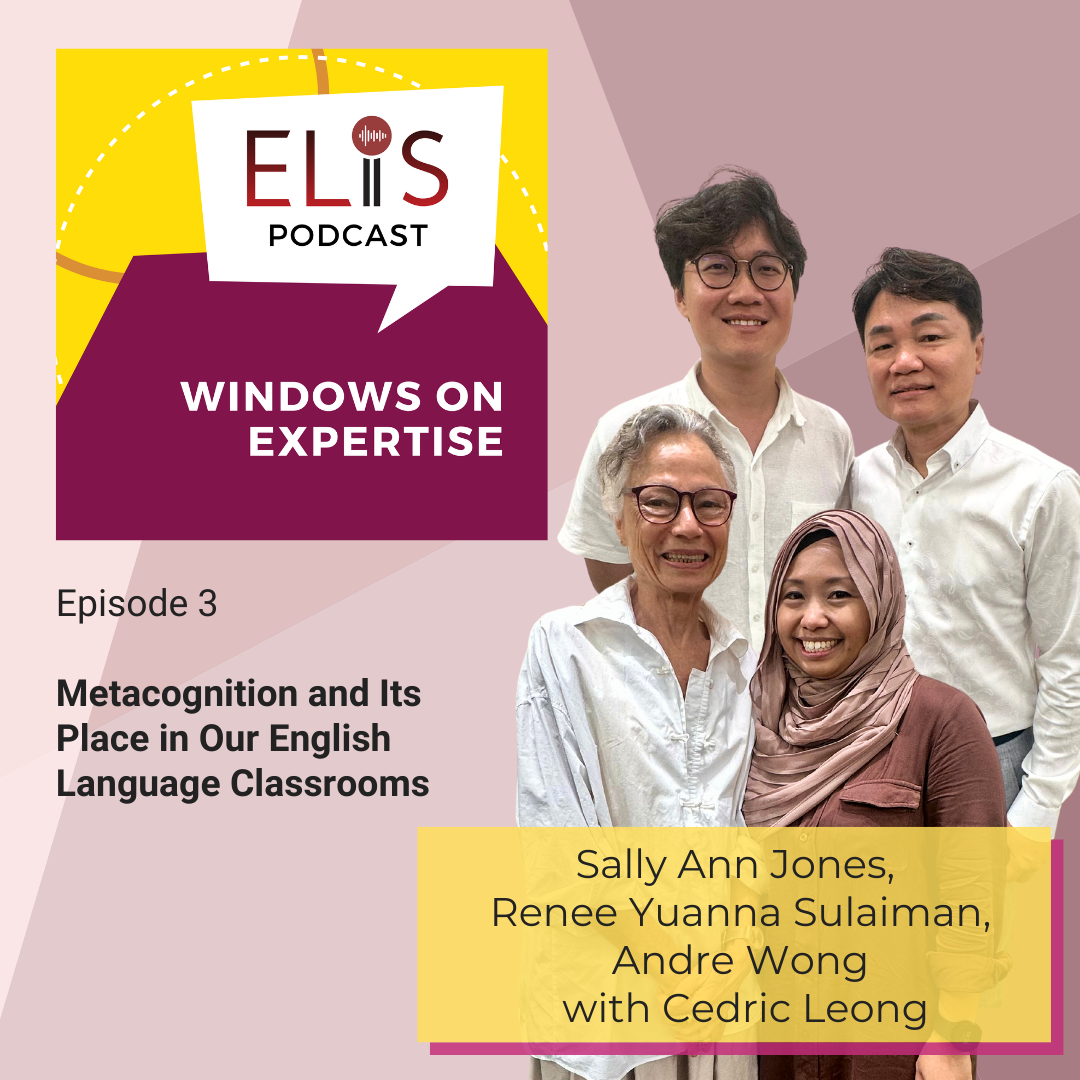 ELiS
PODCAST
WINDOWS ON
EXPERTISE
Episode 3
Metacognition and Its
Place in Our English
Language Classrooms
Sally Ann Jones,
Renee Yuanna Sulaiman,
Andre Wong
with Cedric Leong